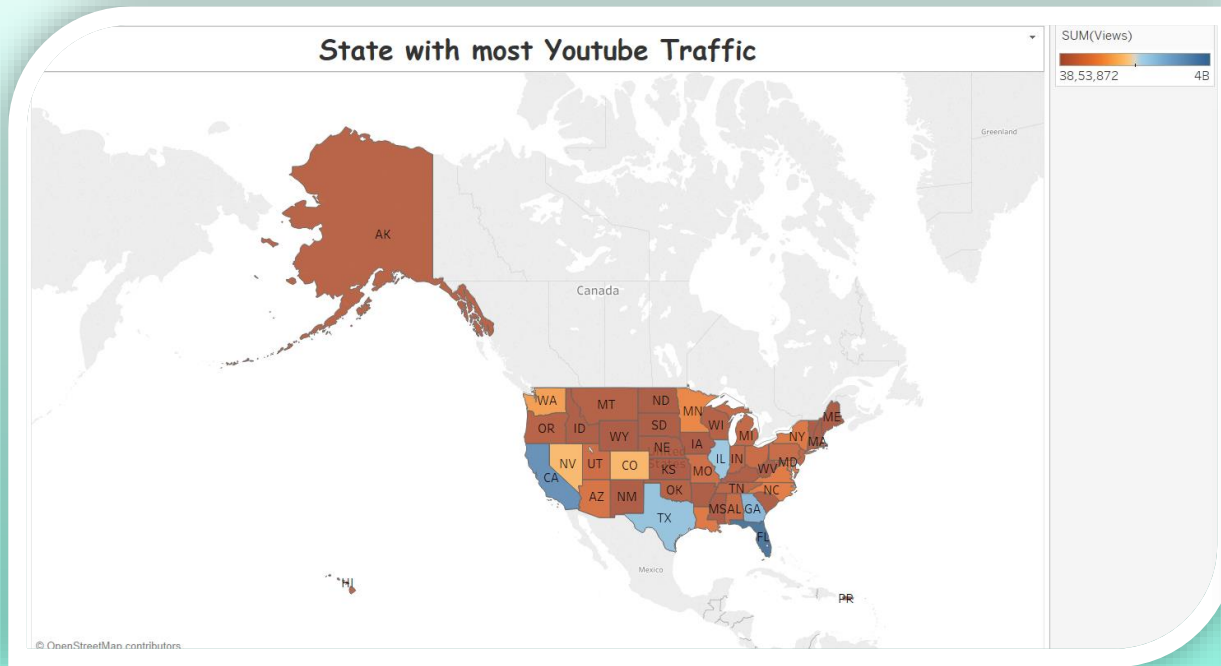 State with most Youtube Traffic
SUM(Views)
38,53,872 4B
Greenland
AK
Canada
WA MT ND MN ME
OR ID SD WI MI NY MA
WY NE IA
NV UT CO United States KS MO IL IN WV MD
CA
AZ NM OK TN NC
TX MS AL GA
FL
Mexico
HI PR
© OpenStreetMap contributors